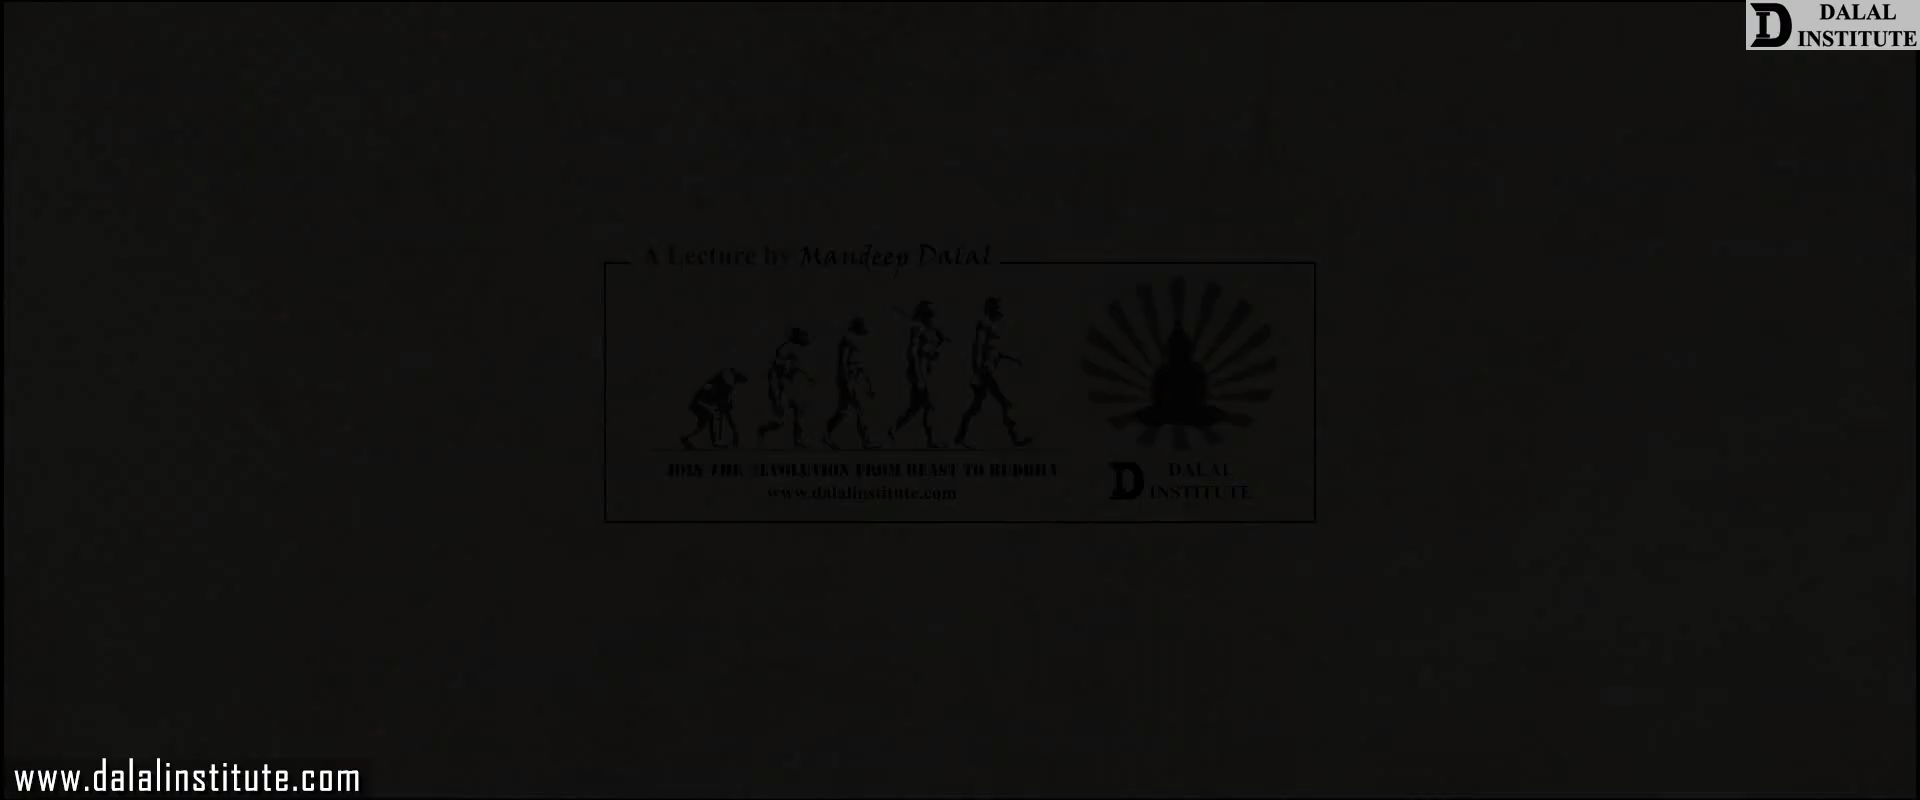 DALAL
INSTITUTE
A Lecture by Mandeep Dalal
JOIN THE EVOLUTION FROM BEAST TO BUDDHA
www.dalalinstitute.com
DALAL
INSTITUTE
www.dalalinstitute.com